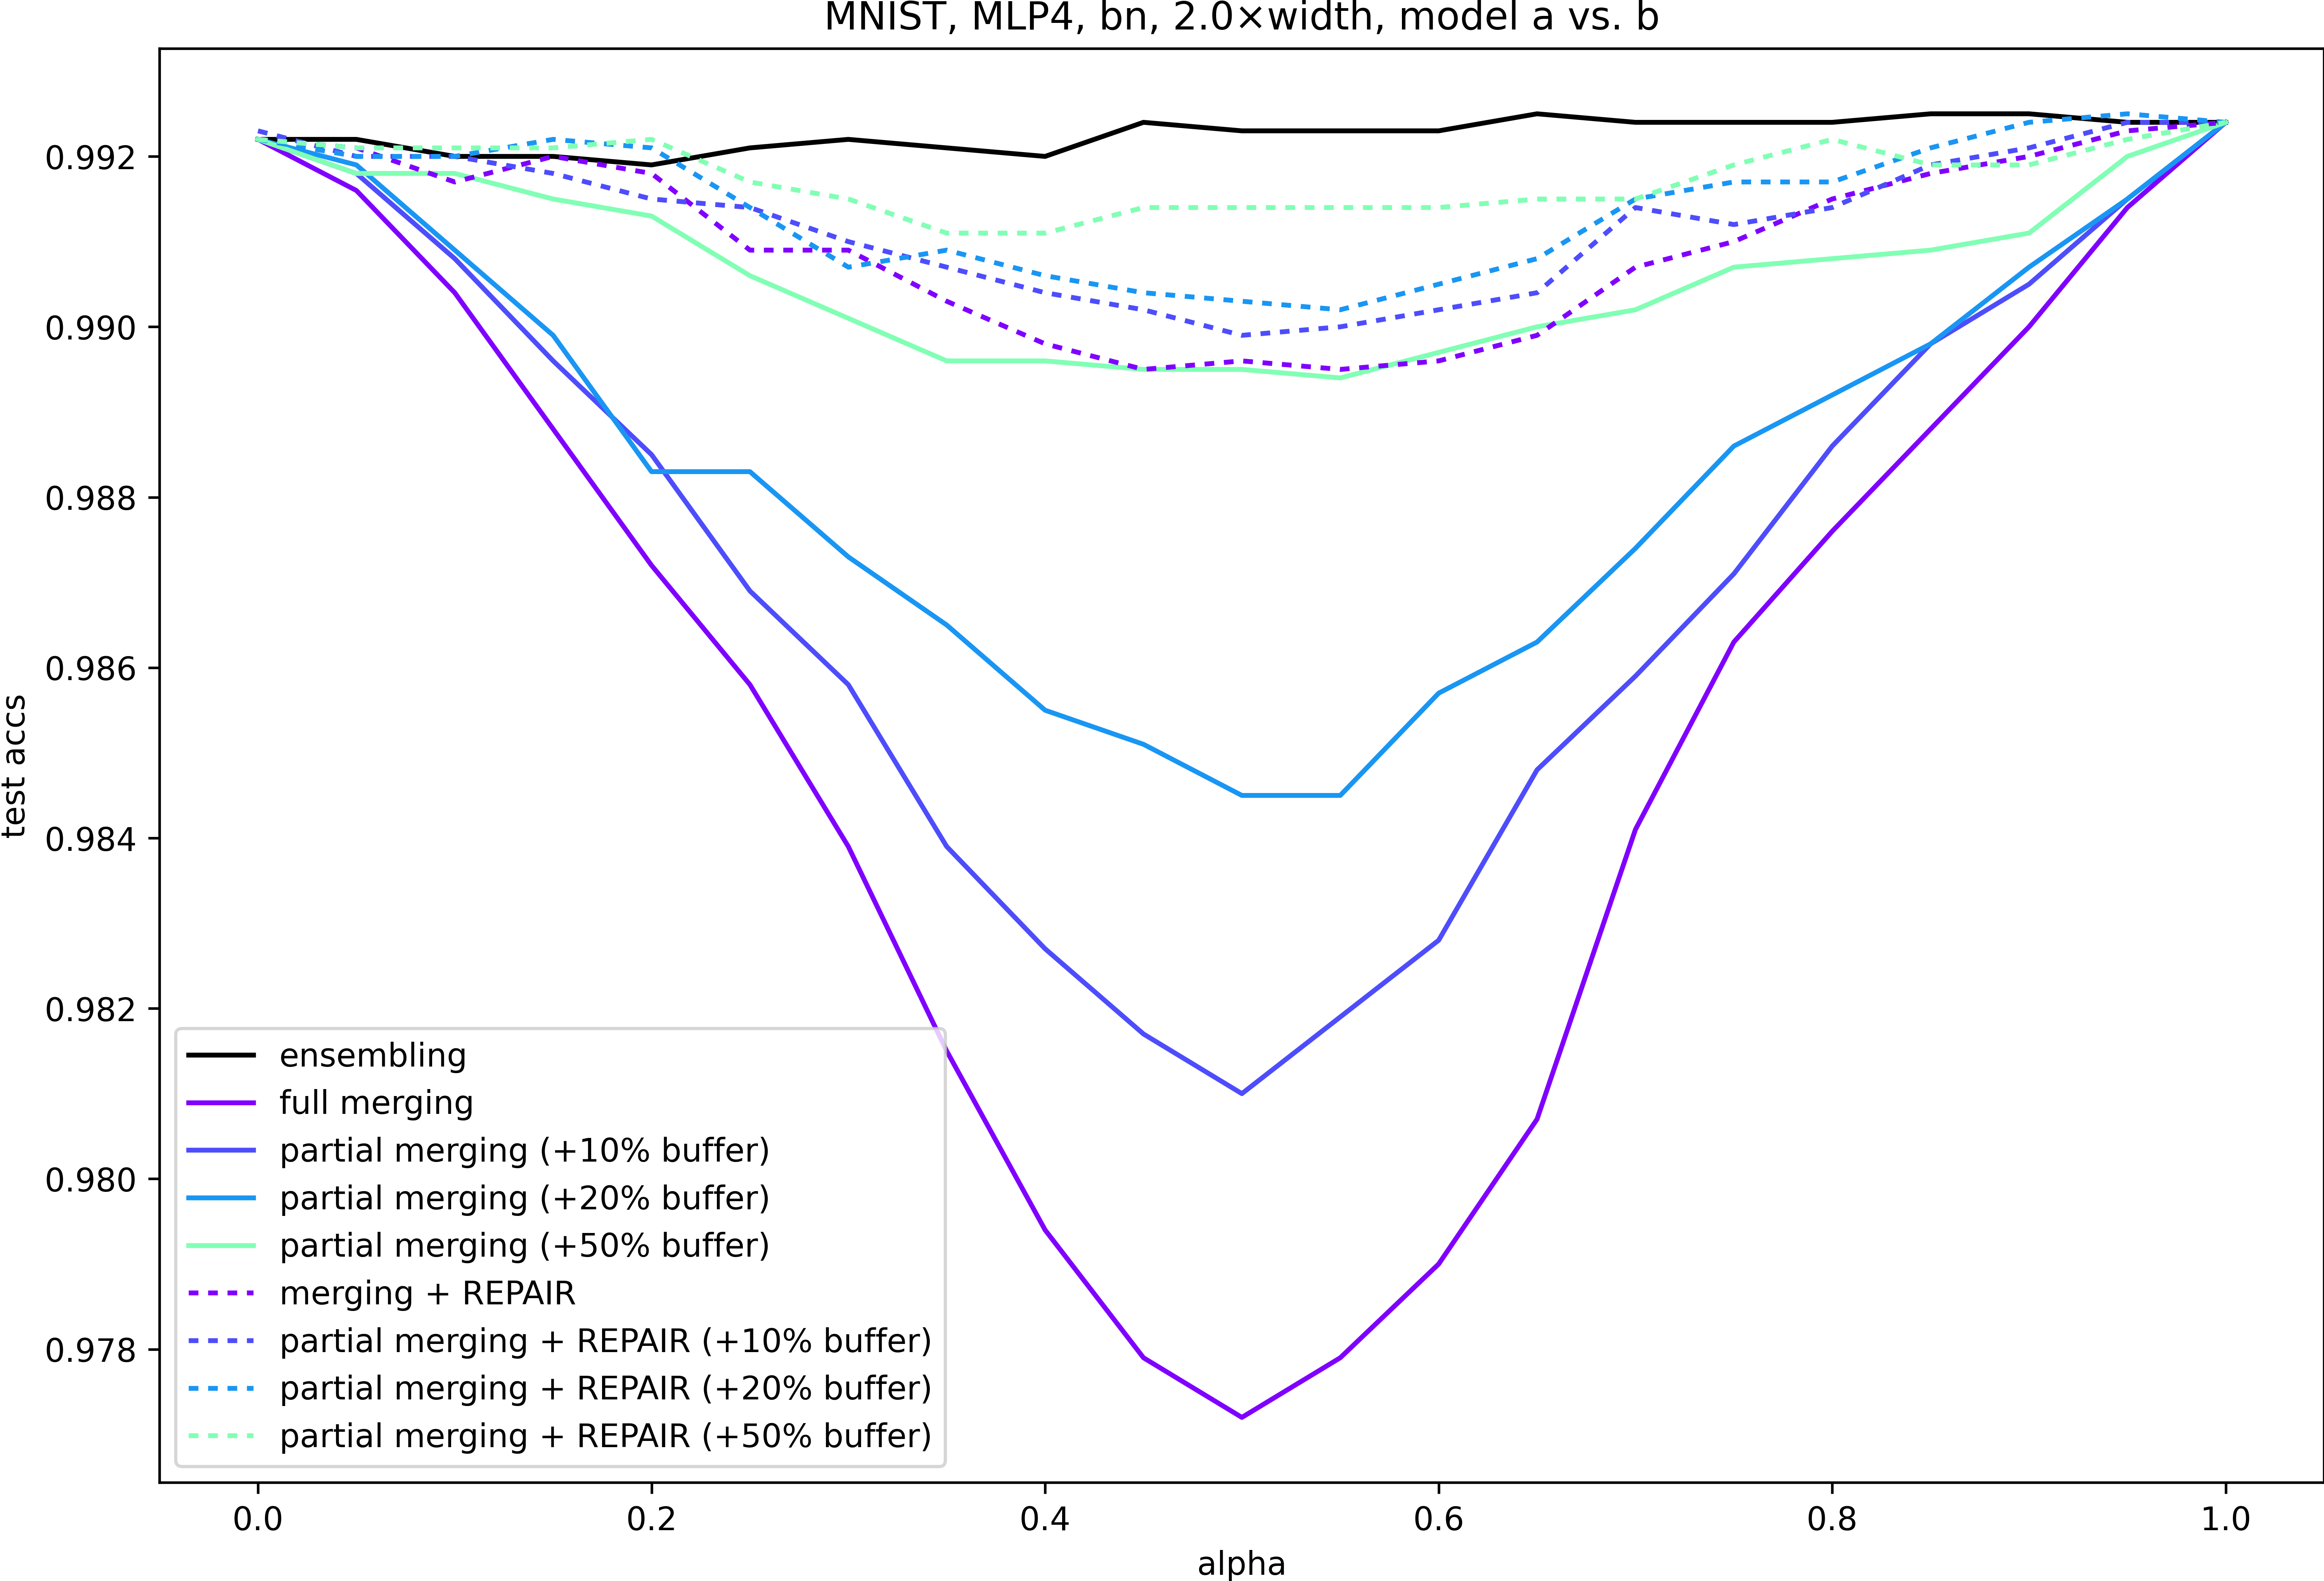 MNIST, MLP4, bn, 2.0×width, model a vs. b
test accs
0.992
0.990
0.988
0.986
0.984
0.982
0.980
0.978
ensembling
full merging
partial merging (+10% buffer)
partial merging (+20% buffer)
partial merging (+50% buffer)
merging + REPAIR
partial merging + REPAIR (+10% buffer)
partial merging + REPAIR (+20% buffer)
partial merging + REPAIR (+50% buffer)
0.0 0.2 0.4 0.6 0.8 1.0
alpha